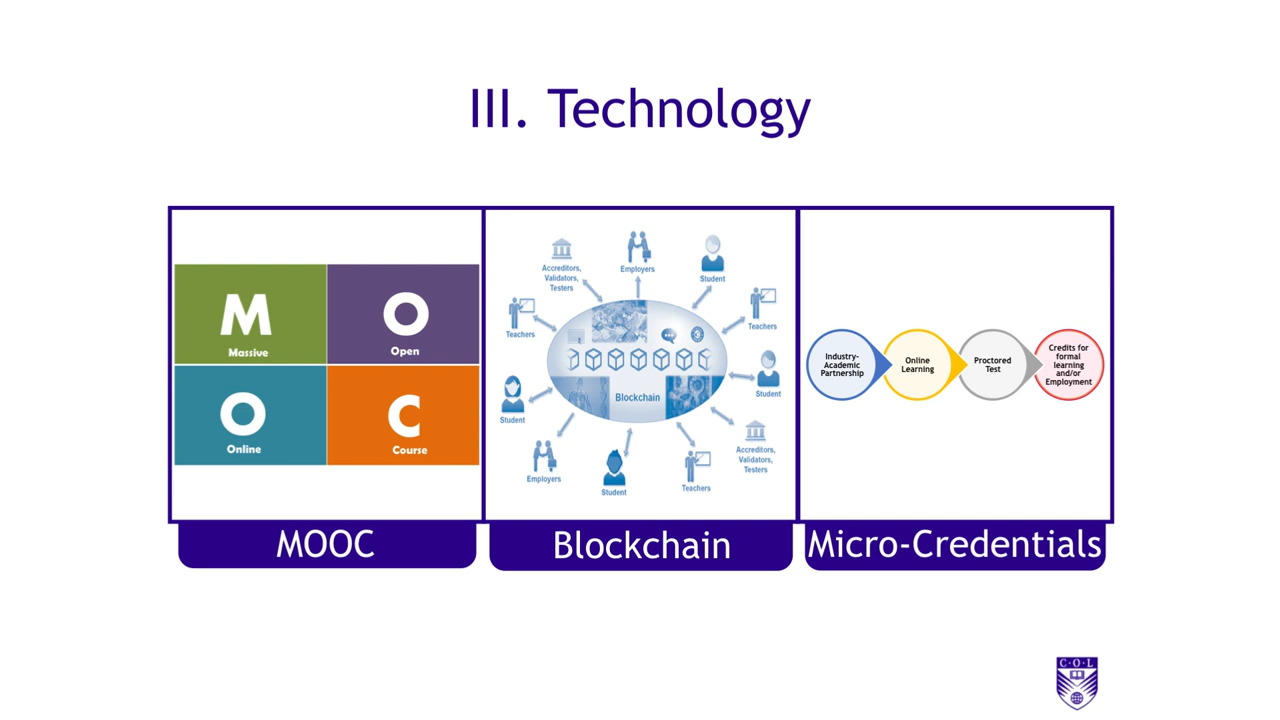 III. Technology
M
Massive
O
Open
O
Online
C
Course
Accreditors,
Validators,
Testers
Employers
Student
Teachers
Teachers
Student
Student
Blockchain
Accreditors,
Validators,
Testers
Employers
Student
Teachers
Industry-
Academic
Partnership
Online
Learning
Proctored
Test
Credits for
formal
learning
and/or
Employment
MOOC
Blockchain
Micro-Credentials
C·O·L